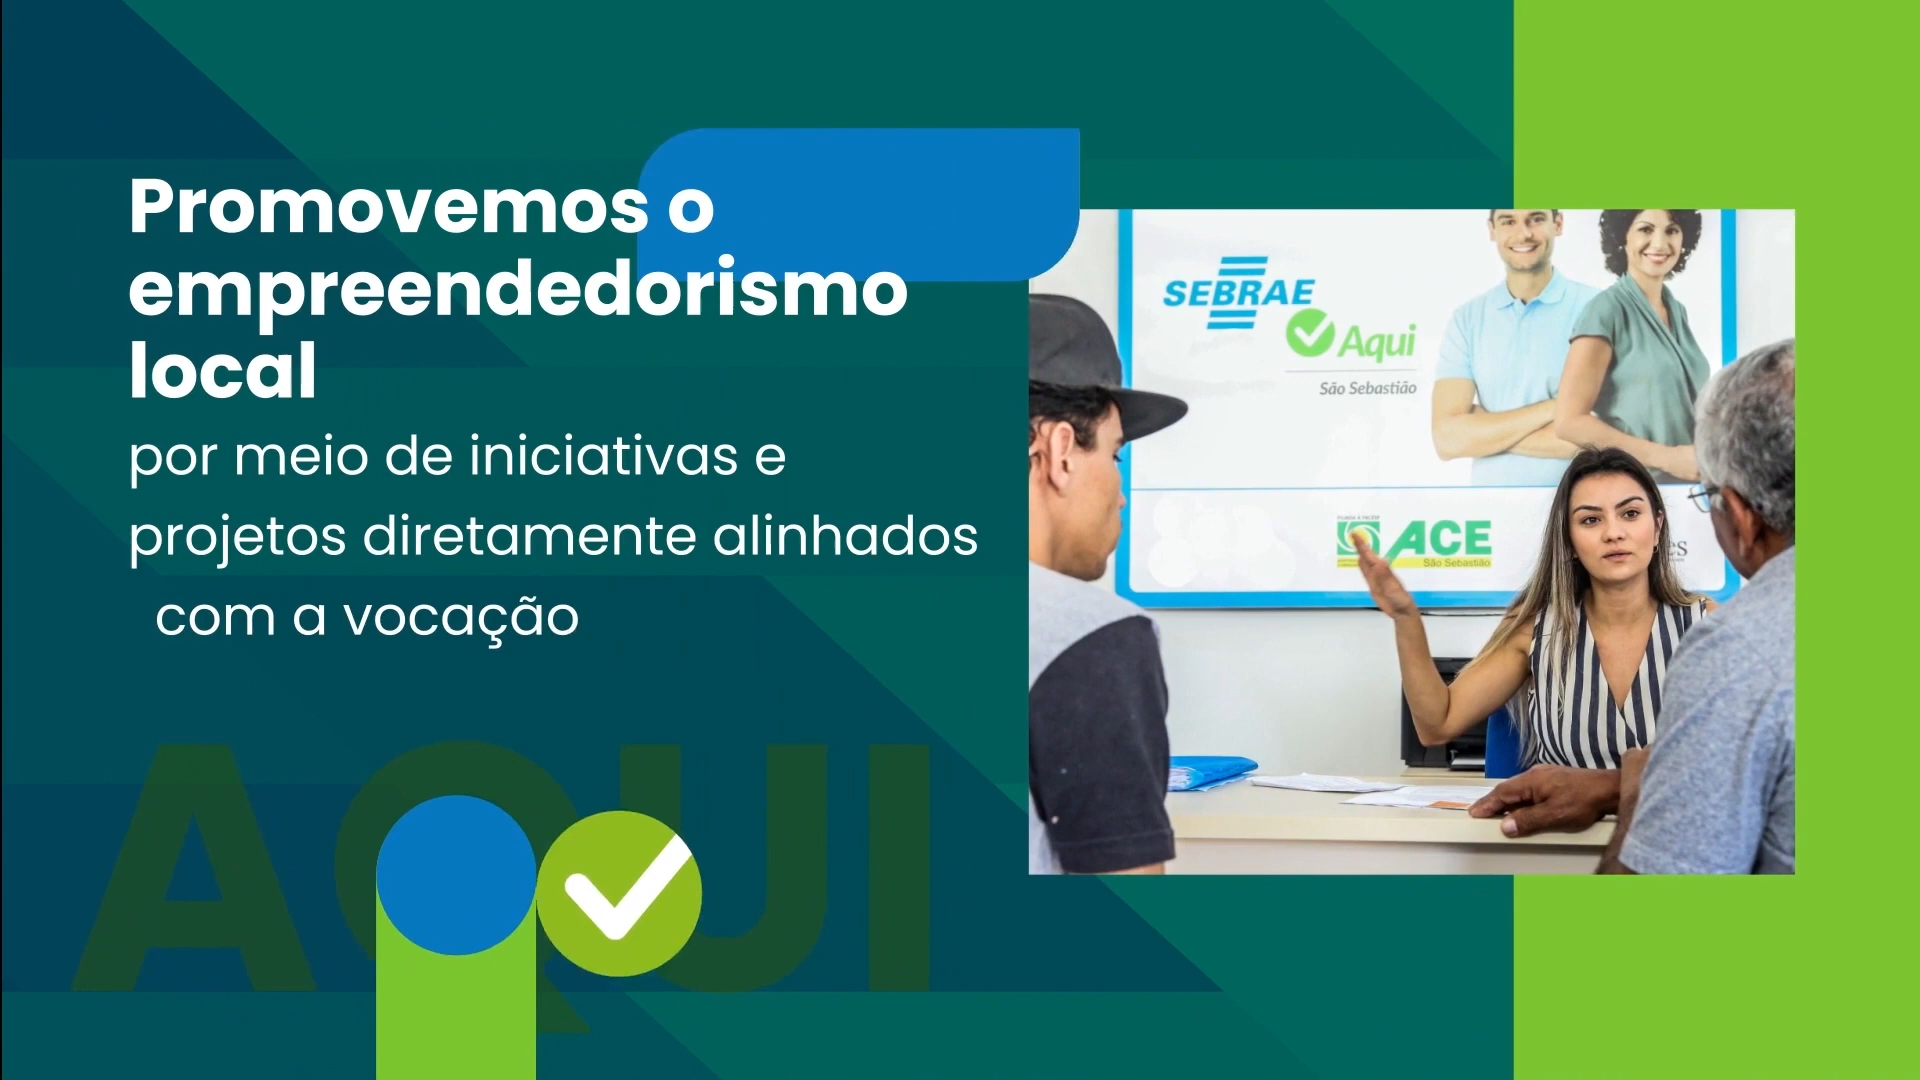 Promovemos o
empreendedorismo
local
por meio de iniciativas e
projetos diretamente alinhados
com a vocação
AQUI
SEBRAE
Aqui
São Sebastião
ACE
São Sebastião